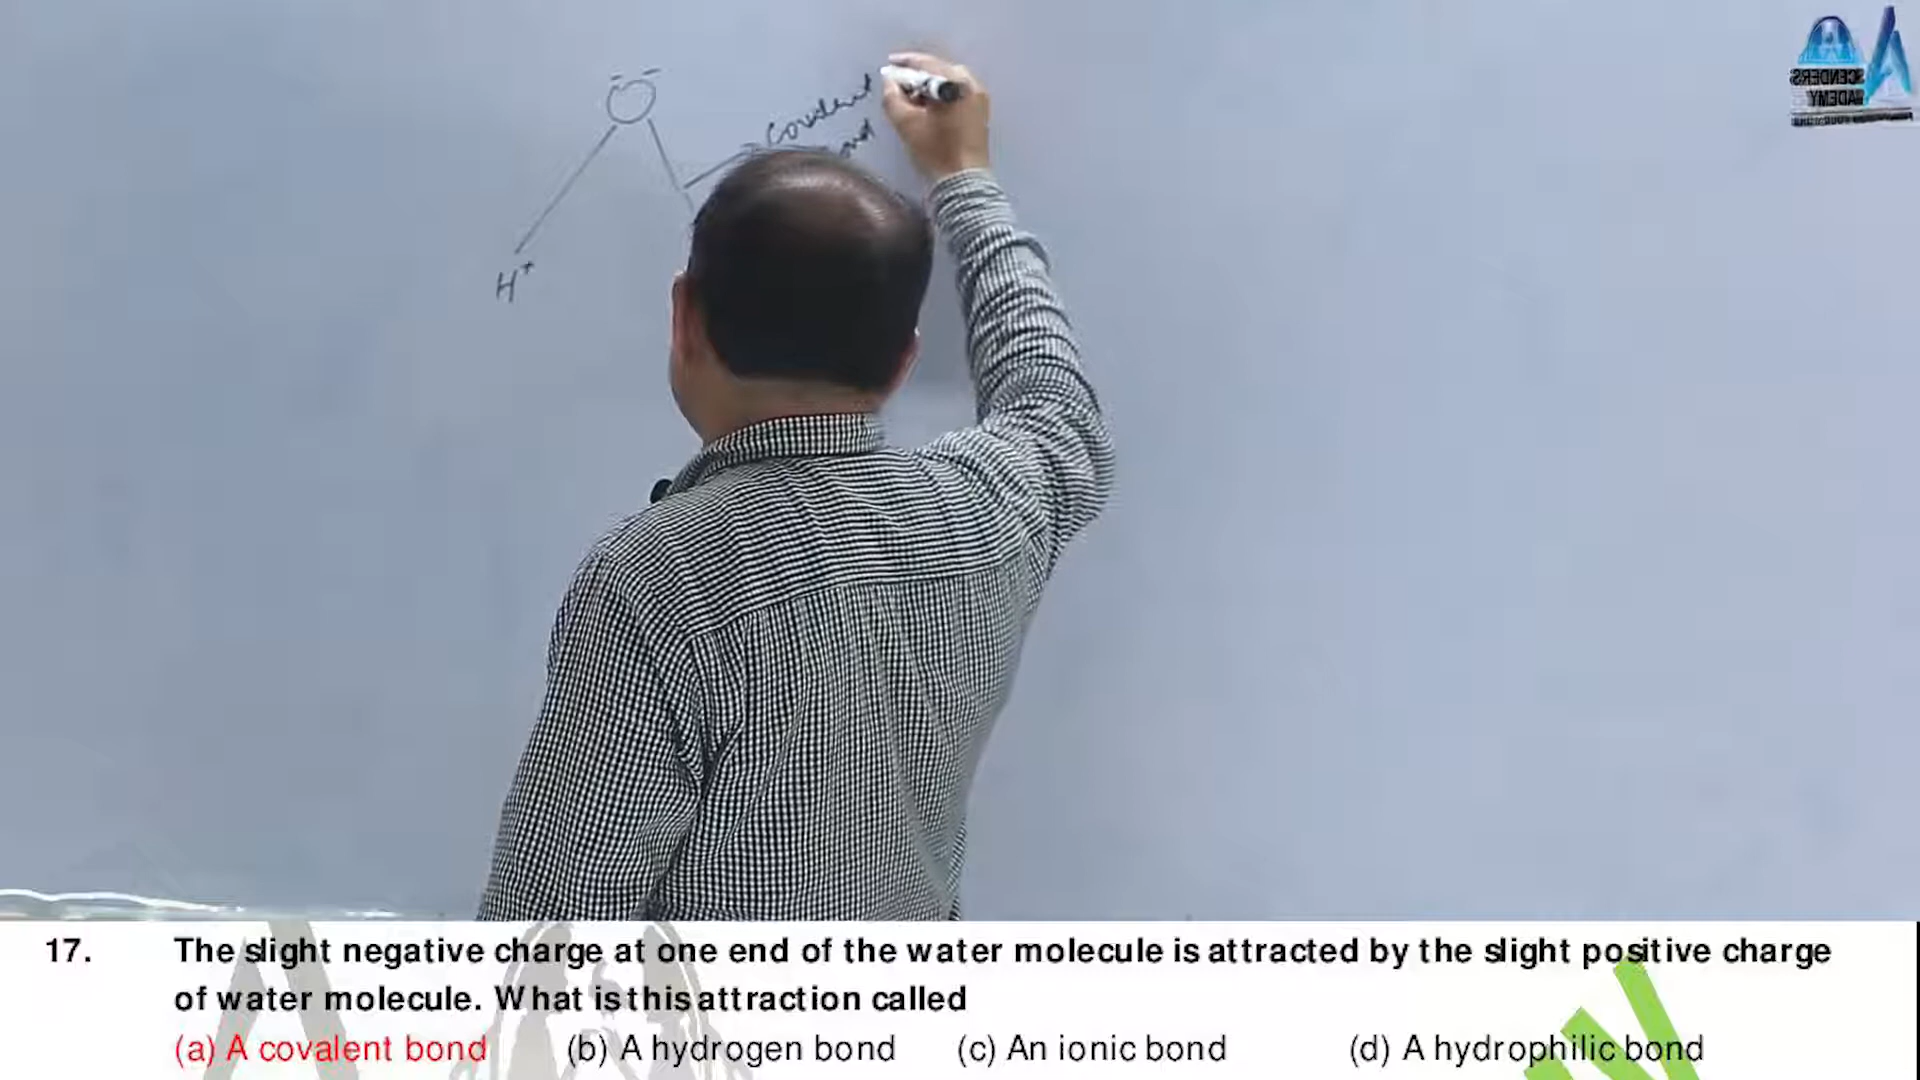 H+
Covalent
17. The slight negative charge at one end of the water molecule is attracted by the slight positive charge
of water molecule. What is this attraction called
(a) A covalent bond (b) A hydrogen bond (c) An ionic bond (d) A hydrophilic bond